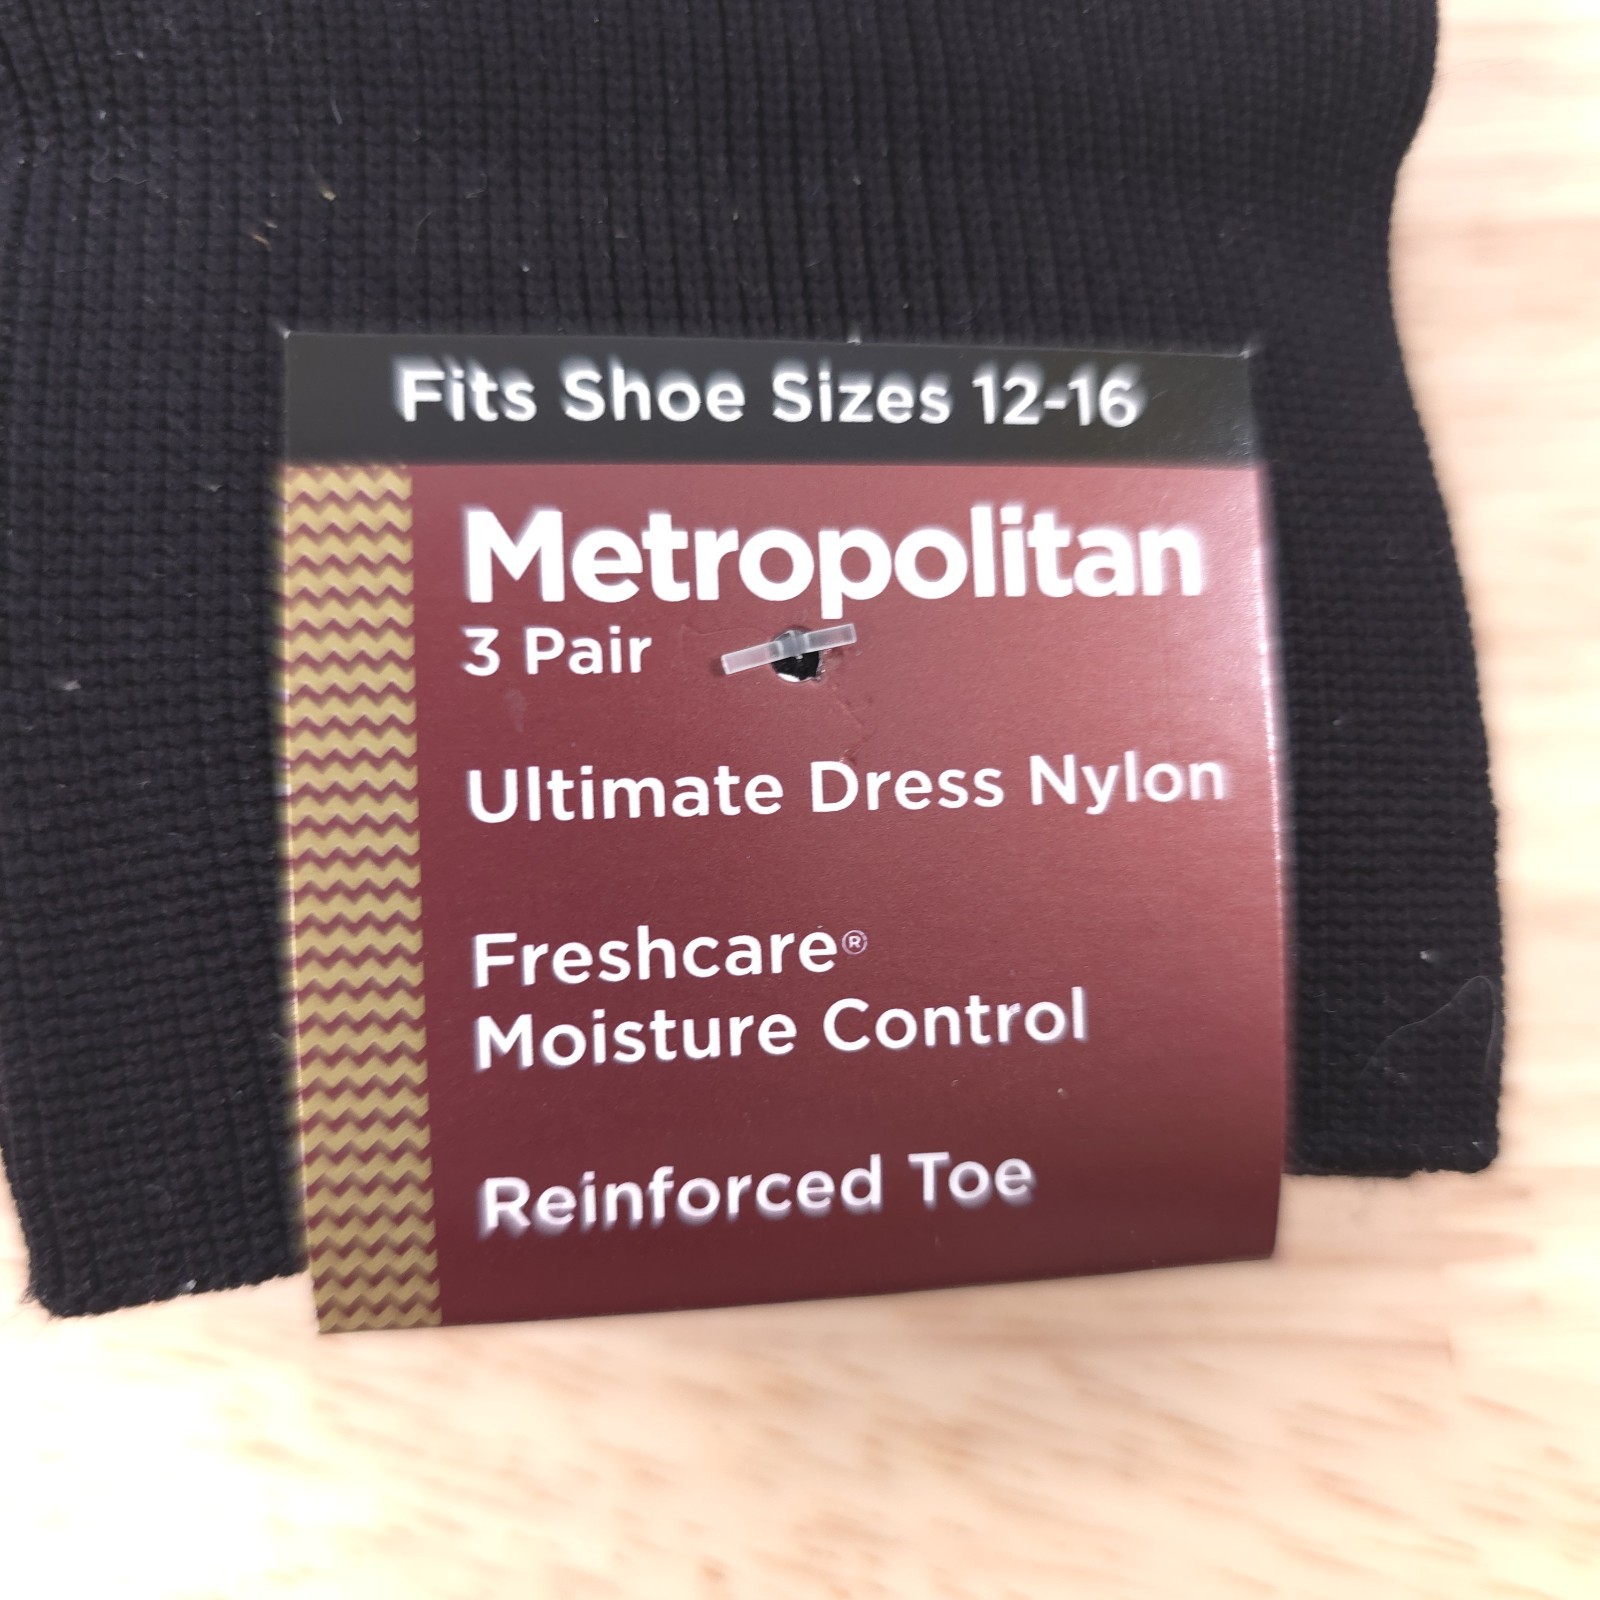 Fits Shoe Sizes 12-16
Metropolitan
3 Pair
Ultimate Dress Nylon
Freshcare®
Moisture Control
Reinforced Toe